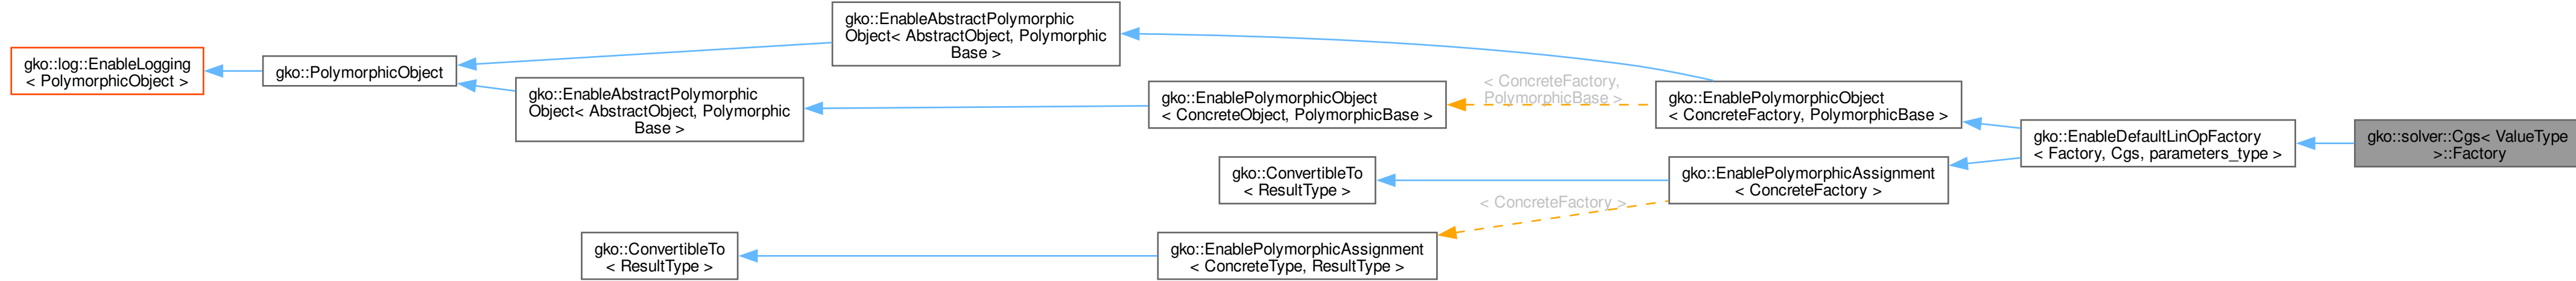 gko::log::EnableLogging
< PolymorphicObject >
gko::PolymorphicObject
gko::EnableAbstractPolymorphic
Object< AbstractObject, Polymorphic
Base >
gko::EnableAbstractPolymorphic
Object< AbstractObject, Polymorphic
Base >
gko::EnablePolymorphicObject
< ConcreteObject, PolymorphicBase >
< ConcreteFactory,
PolymorphicBase >
gko::EnablePolymorphicObject
< ConcreteFactory, PolymorphicBase >
gko::ConvertibleTo
< ResultType >
gko::EnablePolymorphicAssignment
< ConcreteFactory >
< ConcreteFactory >
gko::ConvertibleTo
< ResultType >
gko::EnablePolymorphicAssignment
< ConcreteType, ResultType >
gko::EnableDefaultLinOpFactory
< Factory, Cgs, parameters_type >
gko::solver::Cgs< ValueType
>::Factory